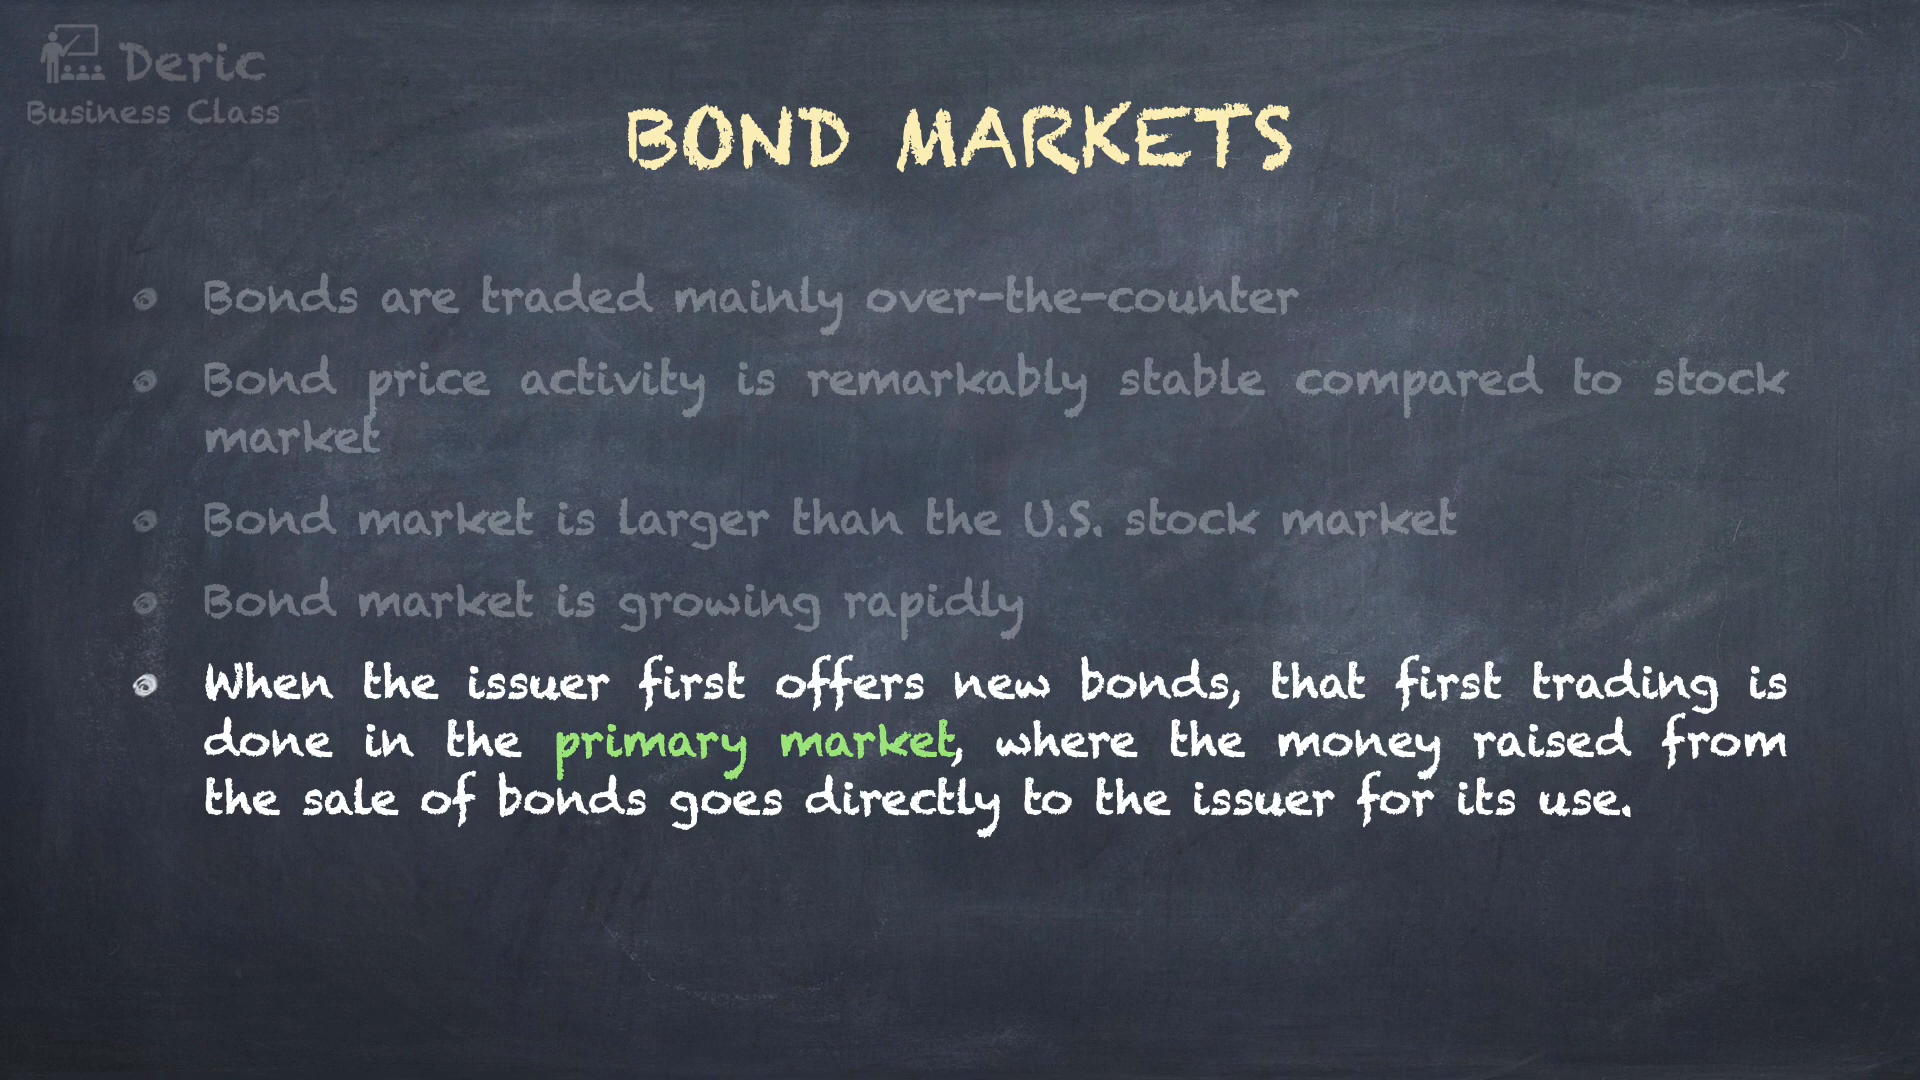 Deric
Business Class
BOND MARKETS
Bonds are traded mainly over-the-counter
Bond price activity is remarkably stable compared to stock
market
Bond market is larger than the U.S. stock market
Bond market is growing rapidly
When the issuer first offers new bonds, that first trading is
done in the primary market, where the money raised from
the sale of bonds goes directly to the issuer for its use.